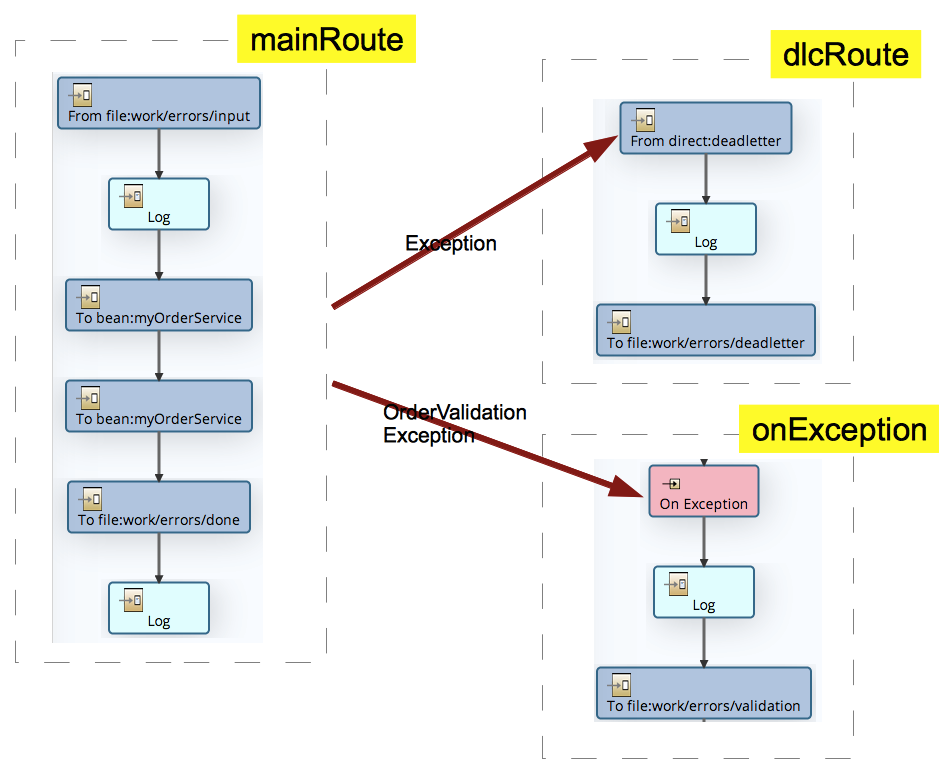 mainRoute
From file:work/errors/input
Log
To bean:myOrderService
To bean:myOrderService
To file:work/errors/done
Log
Exception
OrderValidation
Exception
dlcRoute
From direct:deadletter
Log
To file:work/errors/deadletter
onException
On Exception
Log
To file:work/errors/validation